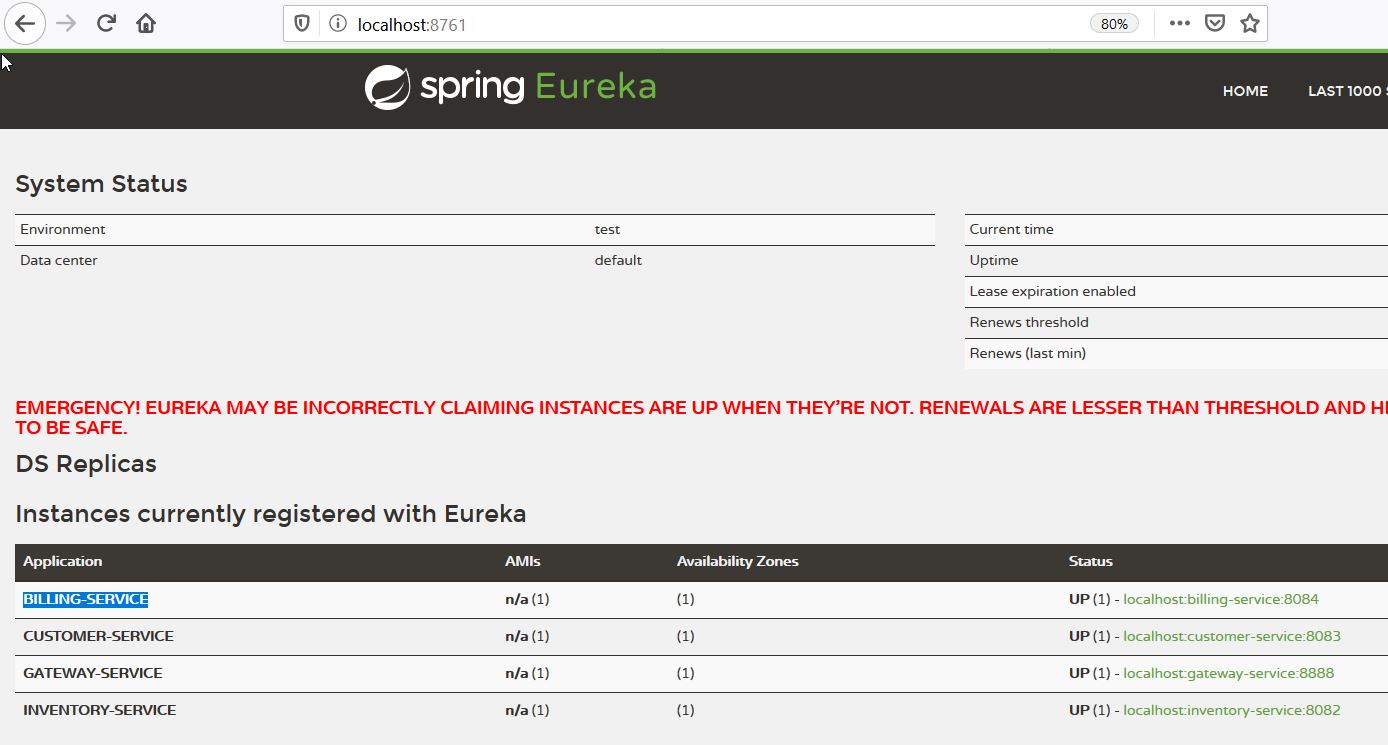 localhost:8761
80%
spring Eureka
HOME
LAST 1000
System Status
Environment test
Data center default
Current time
Uptime
Lease expiration enabled
Renews threshold
Renews (last min)
EMERGENCY! EUREKA MAY BE INCORRECTLY CLAIMING INSTANCES ARE UP WHEN THEY'RE NOT. RENEWALS ARE LESSER THAN THRESHOLD AND
TO BE SAFE.
DS Replicas
Instances currently registered with Eureka
Application AMIs Availability Zones Status
BILLING-SERVICE n/a (1) (1) UP (1) - localhost:billing-service:8084
CUSTOMER-SERVICE n/a (1) (1) UP (1) - localhost:customer-service:8083
GATEWAY-SERVICE n/a (1) (1) UP (1) - localhost:gateway-service:8888
INVENTORY-SERVICE n/a (1) (1) UP (1) - localhost:inventory-service:8082